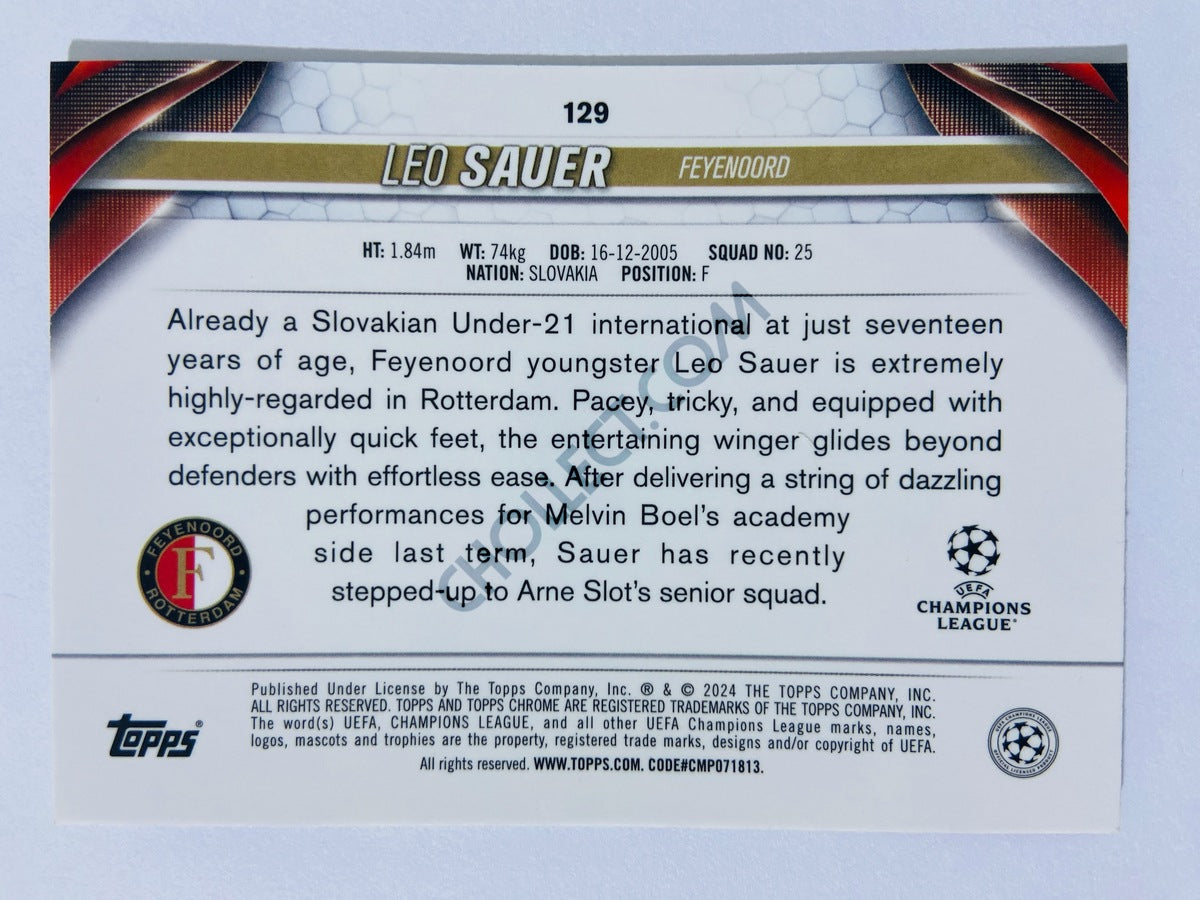 129
LEO SAUER FEYENOORD
HT: 1.84m WT: 74kg DOB: 16-12-2005 SQUAD NO: 25
NATION: SLOVAKIA POSITION: F
Already a Slovakian Under-21 international at just seventeen
years of age, Feyenoord youngster Leo Sauer is extremely
highly-regarded in Rotterdam. Pacey, tricky, and equipped with
exceptionally quick feet, the entertaining winger glides beyond
defenders with effortless ease. After delivering a string of dazzling
performances for Melvin Boel's academy
side last term, Sauer has recently
stepped-up to Arne Slot's senior squad.
FEYENOORD
F
ROTTERDAM
UEFA
CHAMPIONS
LEAGUE®
CHOLLECT.COM
Published Under License by The Topps Company, Inc. ® & © 2024 THE TOPPS COMPANY, INC.
ALL RIGHTS RESERVED. TOPPS AND TOPPS CHROME ARE REGISTERED TRADEMARKS OF THE TOPPS COMPANY, INC.
The word(s) UEFA, CHAMPIONS LEAGUE, and all other UEFA Champions League marks, names,
logos, mascots and trophies are the property, registered trade marks, designs and/or copyright of UEFA.
All rights reserved. WWW.TOPPS.COM. CODE#CMP071813.
Topps®
UEFA CHAMPIONS LEAGUE
OFFICIAL LICENSED PRODUCT